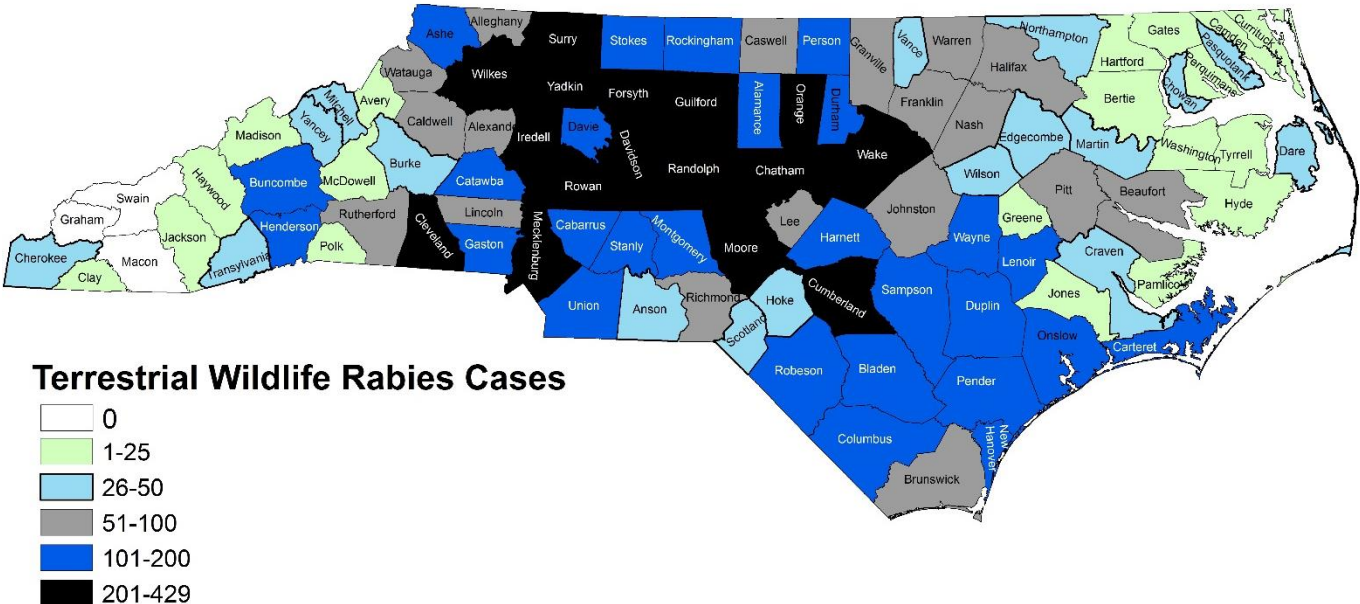 Alleghany
Ashe
Surry
Stokes
Rockingham
Caswell
Person
Granville
Vance
Warren
Northampton
Gates
Camden
Currituck
Pasquotank
Perquimans
Chowan
Hartford
Halifax
Bertie
Watauga
Wilkes
Yadkin
Forsyth
Guilford
Alamance
Orange
Durham
Franklin
Nash
Edgecombe
Martin
Washington
Tyrrell
Dare
Mitchell
Avery
Yancey
Caldwell
Alexander
Iredell
Davie
Davidson
Randolph
Chatham
Wake
Wilson
Pitt
Beaufort
Hyde
Madison
Burke
McDowell
Catawba
Rowan
Haywood
Buncombe
Swain
Graham
Rutherford
Lincoln
Cleveland
Gaston
Mecklenburg
Cabarrus
Stanly
Montgomery
Moore
Lee
Harnett
Johnston
Wayne
Greene
Lenoir
Craven
Pamlico
Jones
Cherokee
Clay
Macon
Jackson
Transylvania
Henderson
Polk
Union
Anson
Richmond
Scotland
Hoke
Cumberland
Sampson
Duplin
Onslow
Carteret
Robeson
Bladen
Pender
Columbus
New
Hanover
Brunswick
Terrestrial Wildlife Rabies Cases
0
1-25
26-50
51-100
101-200
201-429